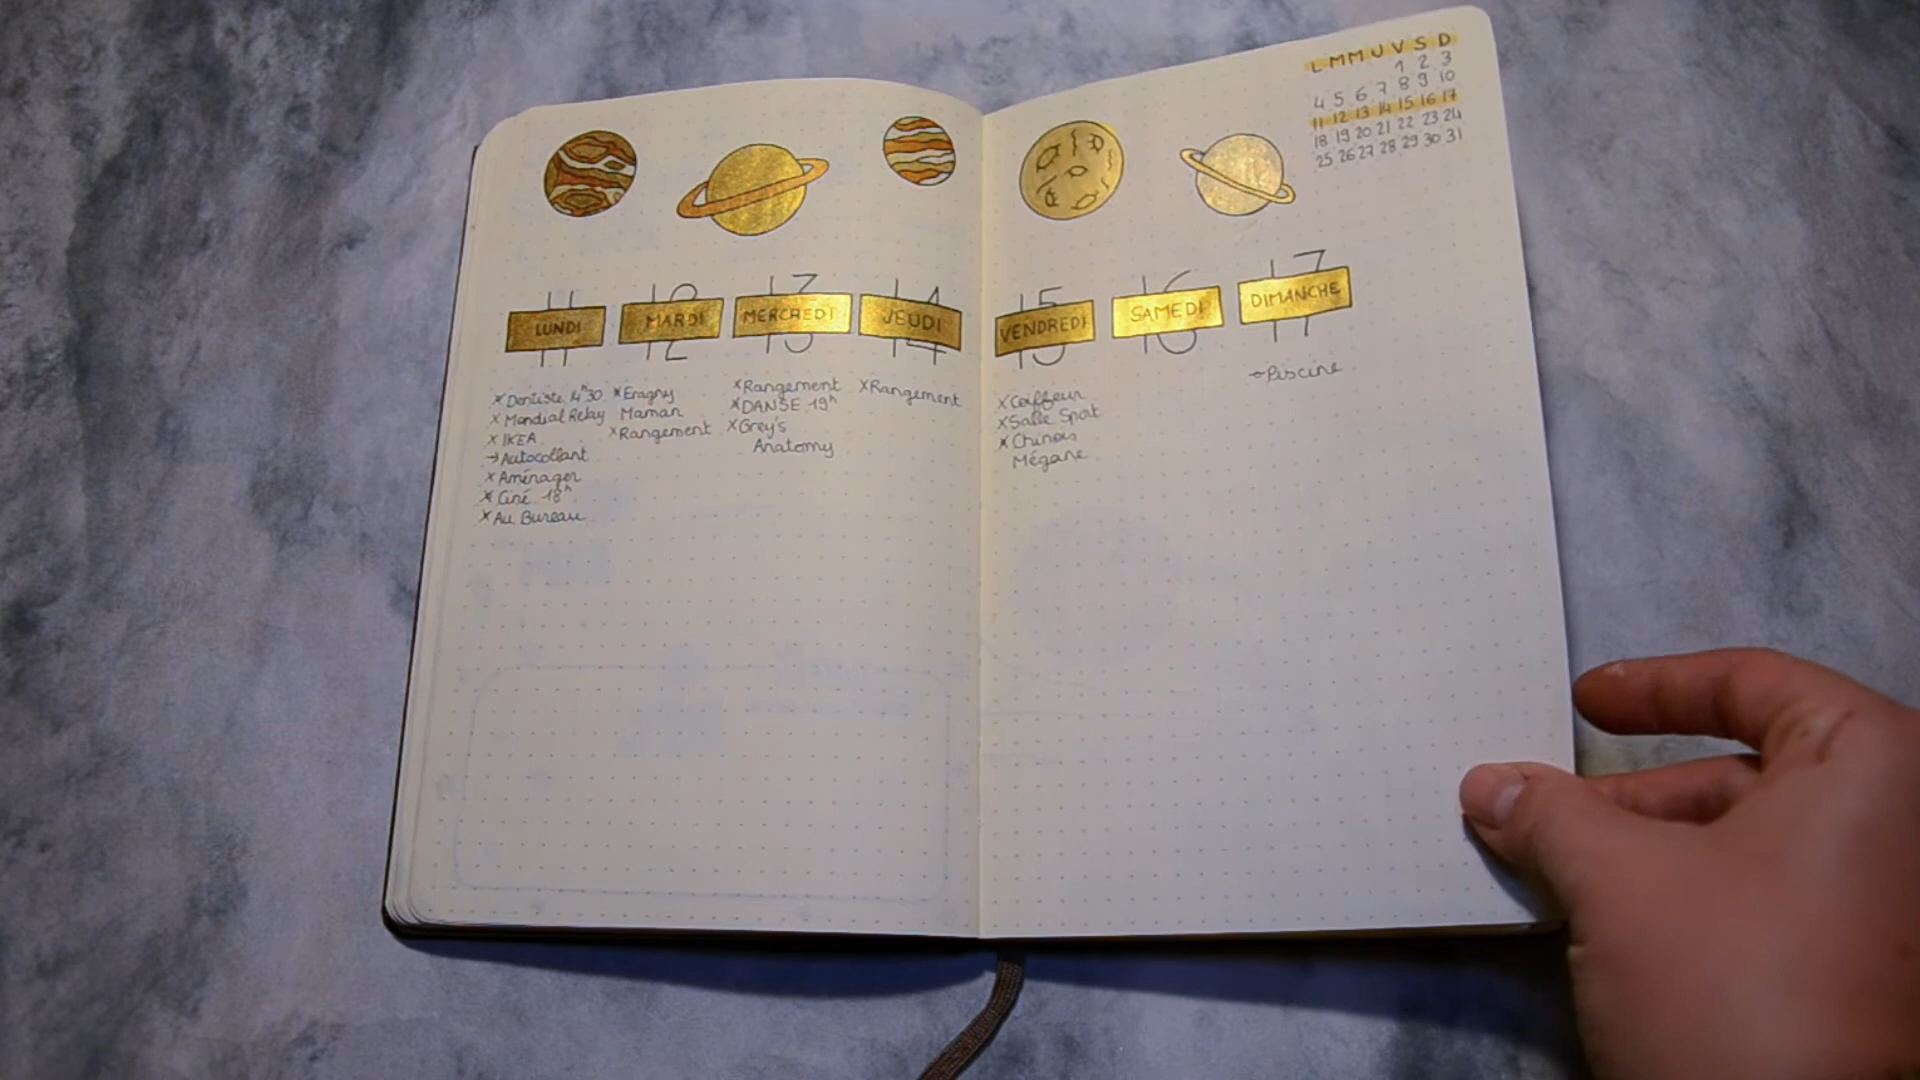 L M M J V S D
1 2 3
4 5 6 7 8 9 10
11 12 13 14 15 16 17
18 19 20 21 22 23 24
25 26 27 28 29 30 31
11
LUNDI
x Dentiste 14h30
x Mondial Relay
x IKEA
→ Autocollant
x Aménager
x Ciné 18h
x Au Bureau
12
MARDI
x Eragny
Maman
x Rangement
13
MERCREDI
x Rangement
x DANSE 19h
x Grey's
Anatomy
14
JEUDI
x Rangement
15
VENDREDI
x Coiffeur
x Salle Sport
x Chinois
Mégane
16
SAMEDI
17
DIMANCHE
→ Piscine